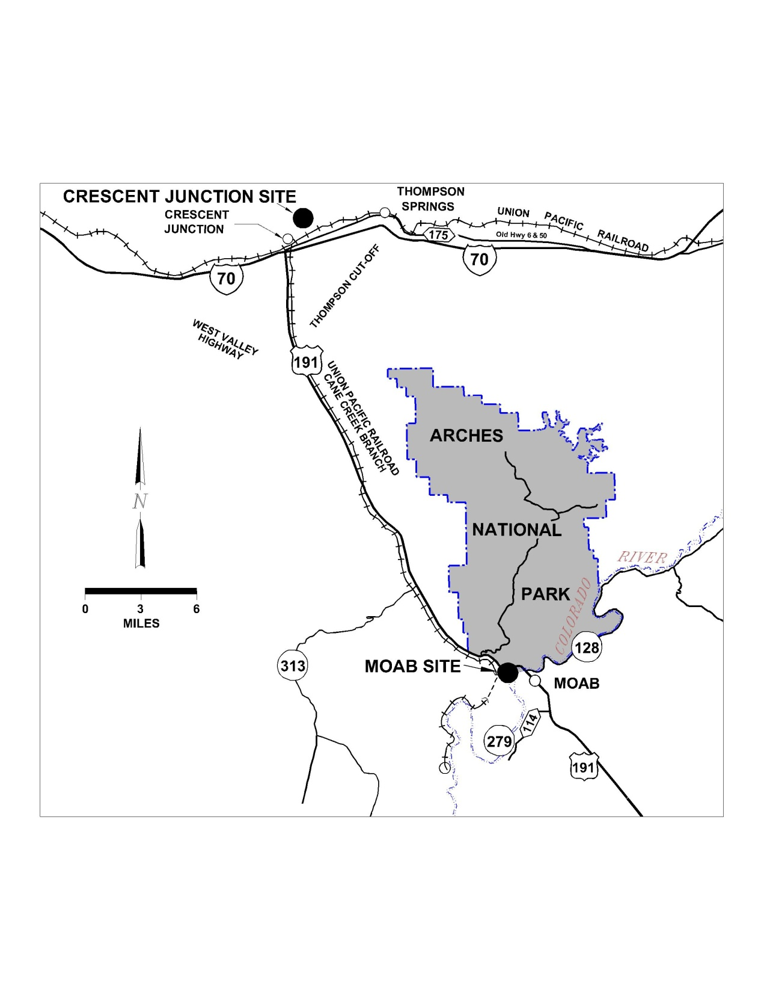 CRESCENT JUNCTION SITE
CRESCENT
JUNCTION
THOMPSON
SPRINGS
UNION PACIFIC RAILROAD
175
Old Hwy 6 & 50
70
70
THOMPSON CUT-OFF
WEST VALLEY
HIGHWAY
191
UNION PACIFIC RAILROAD
CANE CREEK BRANCH
ARCHES
NATIONAL
PARK
N
0 3 6
MILES
RIVER
COLORADO
128
313
MOAB SITE
MOAB
114
279
191